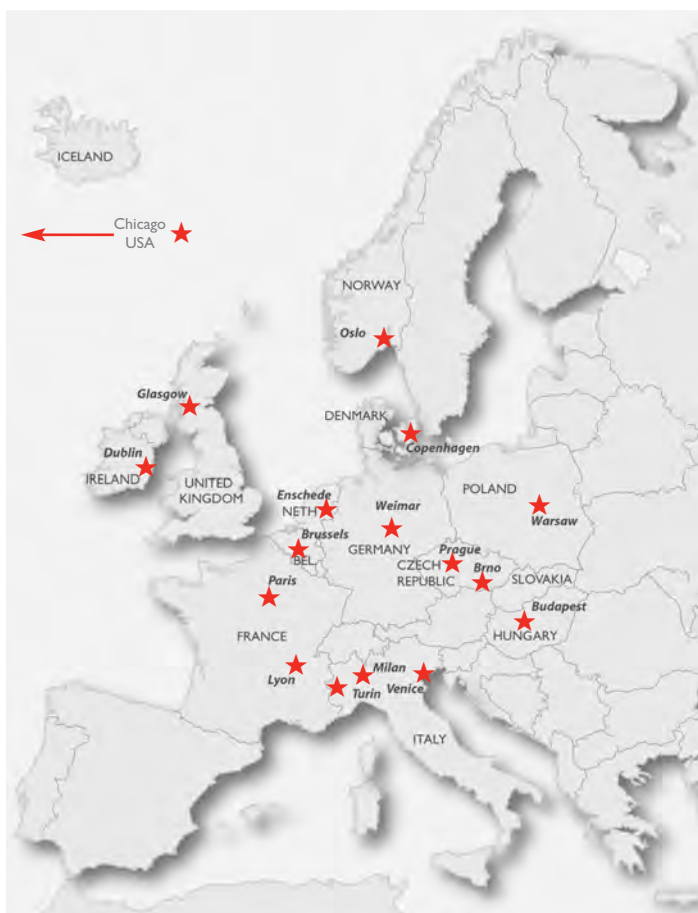 ICELAND
Chicago
USA
NORWAY
Oslo
Glasgow
DENMARK
Copenhagen
Dublin
IRELAND
UNITED
KINGDOM
Enschede
NETH
Weimar
POLAND
Warsaw
Brussels
BEL
GERMANY
Prague
CZECH
REPUBLIC
Brno
SLOVAKIA
Paris
Budapest
HUNGARY
FRANCE
Lyon
Milan
Turin
Venice
ITALY